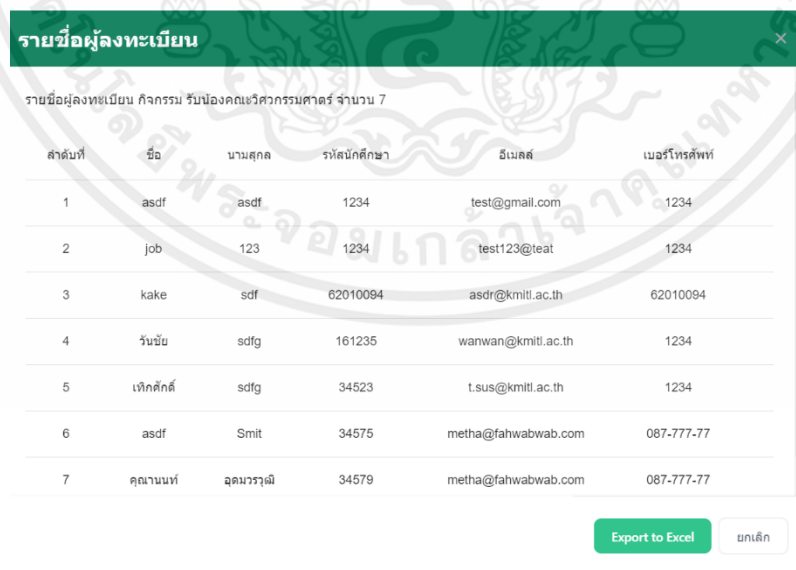 รายชื่อผู้ลงทะเบียน ×
รายชื่อผู้ลงทะเบียน กิจกรรม รับน้องคณะวิศวกรรมศาตร์ จำนวน 7
ลำดับที่ ชื่อ นามสุกล รหัสนักศึกษา อีเมลล์ เบอร์โทรศัพท์
1 asdf asdf 1234 test@gmail.com 1234
2 job 123 1234 test123@teat 1234
3 kake sdf 62010094 asdr@kmitl.ac.th 62010094
4 วันชัย sdfg 161235 wanwan@kmitl.ac.th 1234
5 เทิกศักดิ์ sdfg 34523 t.sus@kmitl.ac.th 1234
6 asdf Smit 34575 metha@fahwabwab.com 087-777-77
7 คุณานนท์ อุดมวรวุฒิ 34579 metha@fahwabwab.com 087-777-77
Export to Excel ยกเลิก